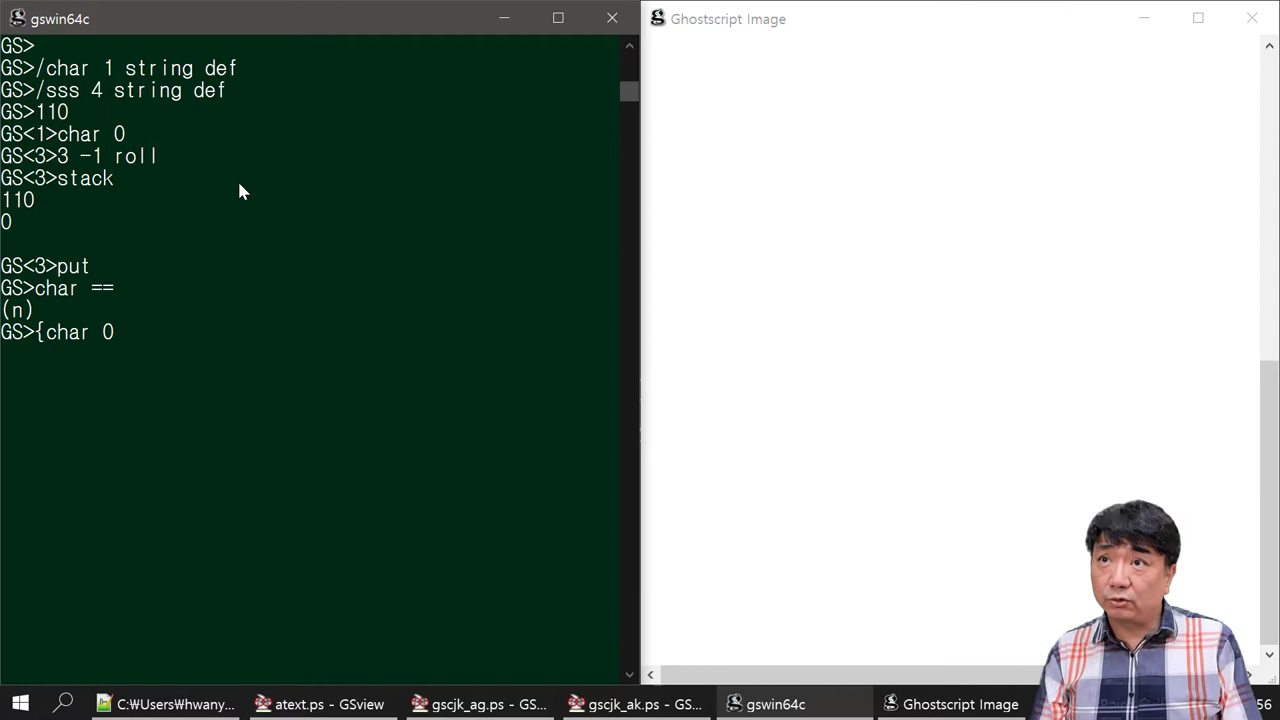 gswin64c
GS>
GS>/char 1 string def
GS>/sss 4 string def
GS>110
GS<1>char 0
GS<3>3 -1 roll
GS<3>stack
110
0
GS<3>put
GS>char ==
(n)
GS>{char 0
Ghostscript Image
C:\Users\hwany...
atext.ps - GSview
gscjk_ag.ps - GS...
gscjk_ak.ps - GS...
gswin64c
Ghostscript Image
56